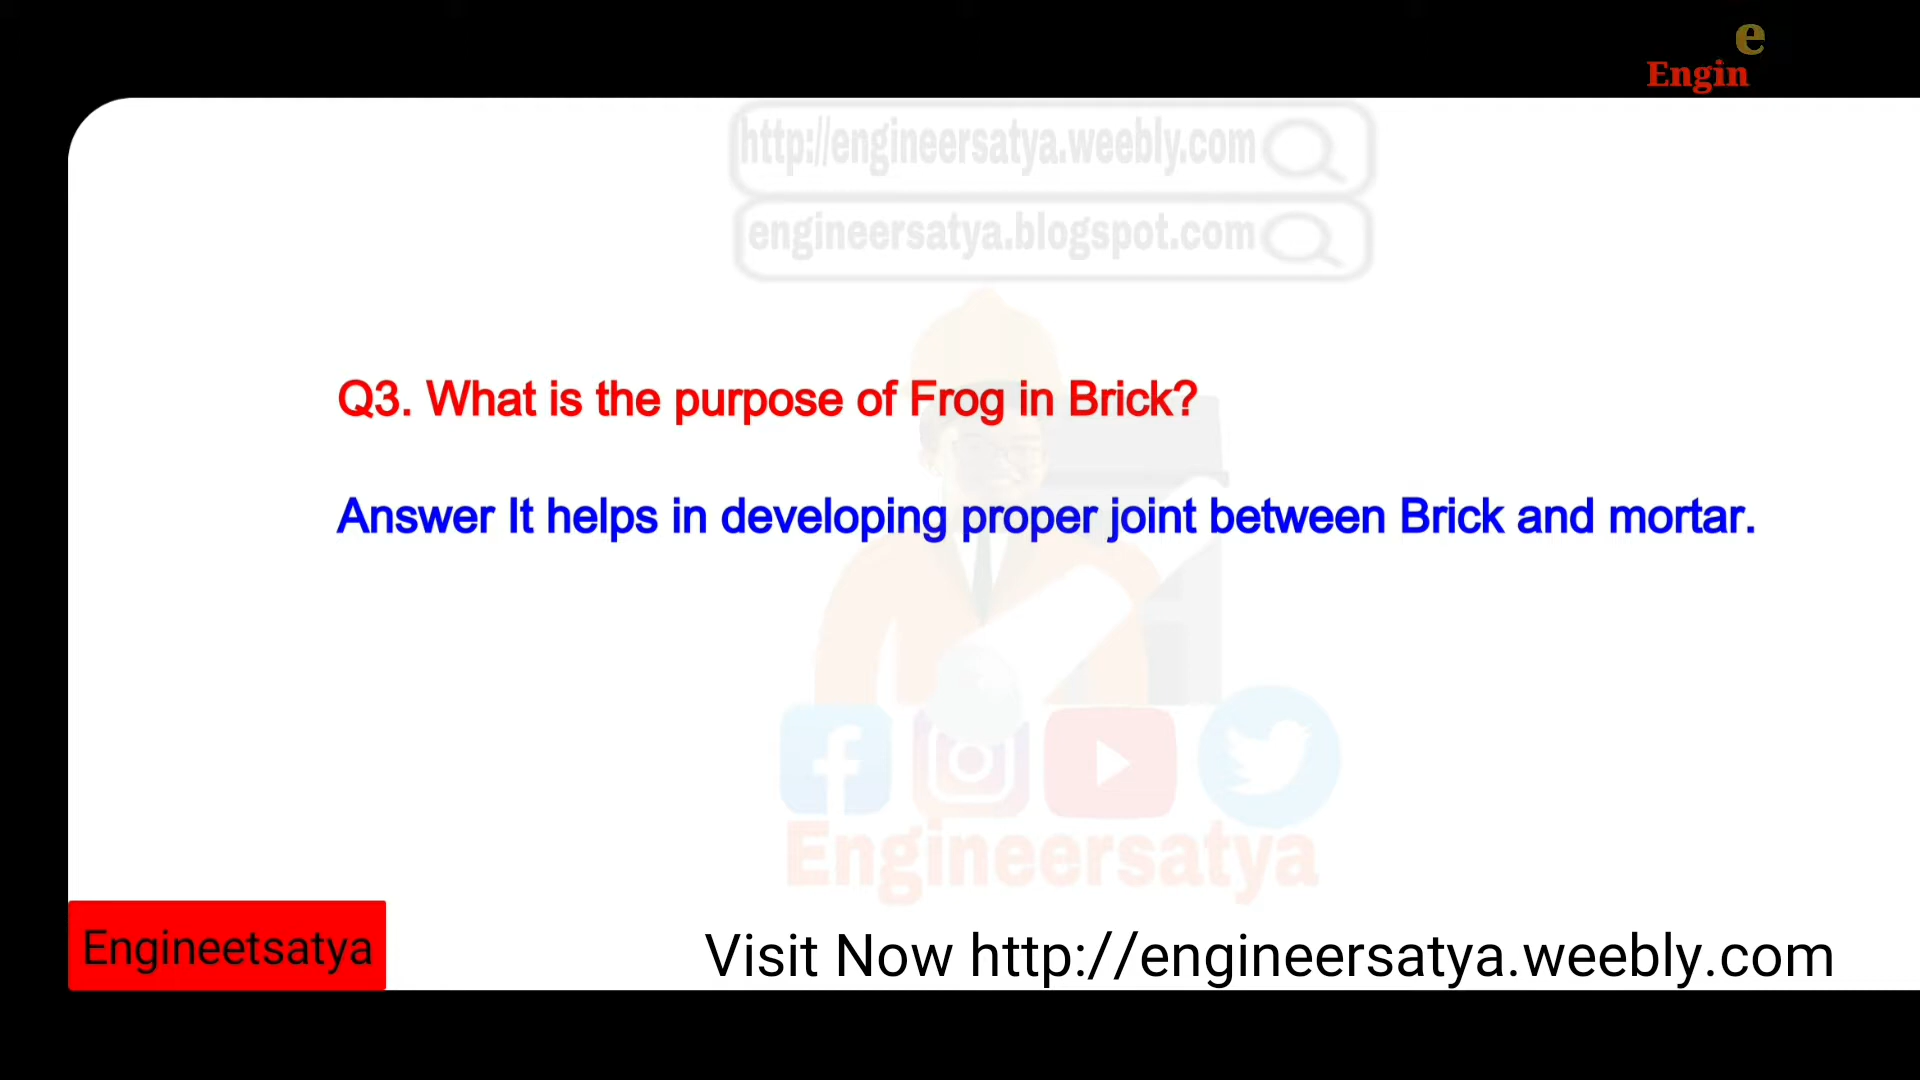 e
Engin
http://engineersatya.weebly.com
engineersatya.blogspot.com
Q3. What is the purpose of Frog in Brick?
Answer It helps in developing proper joint between Brick and mortar.
Engineersatya
Engineetsatya
Visit Now http://engineersatya.weebly.com